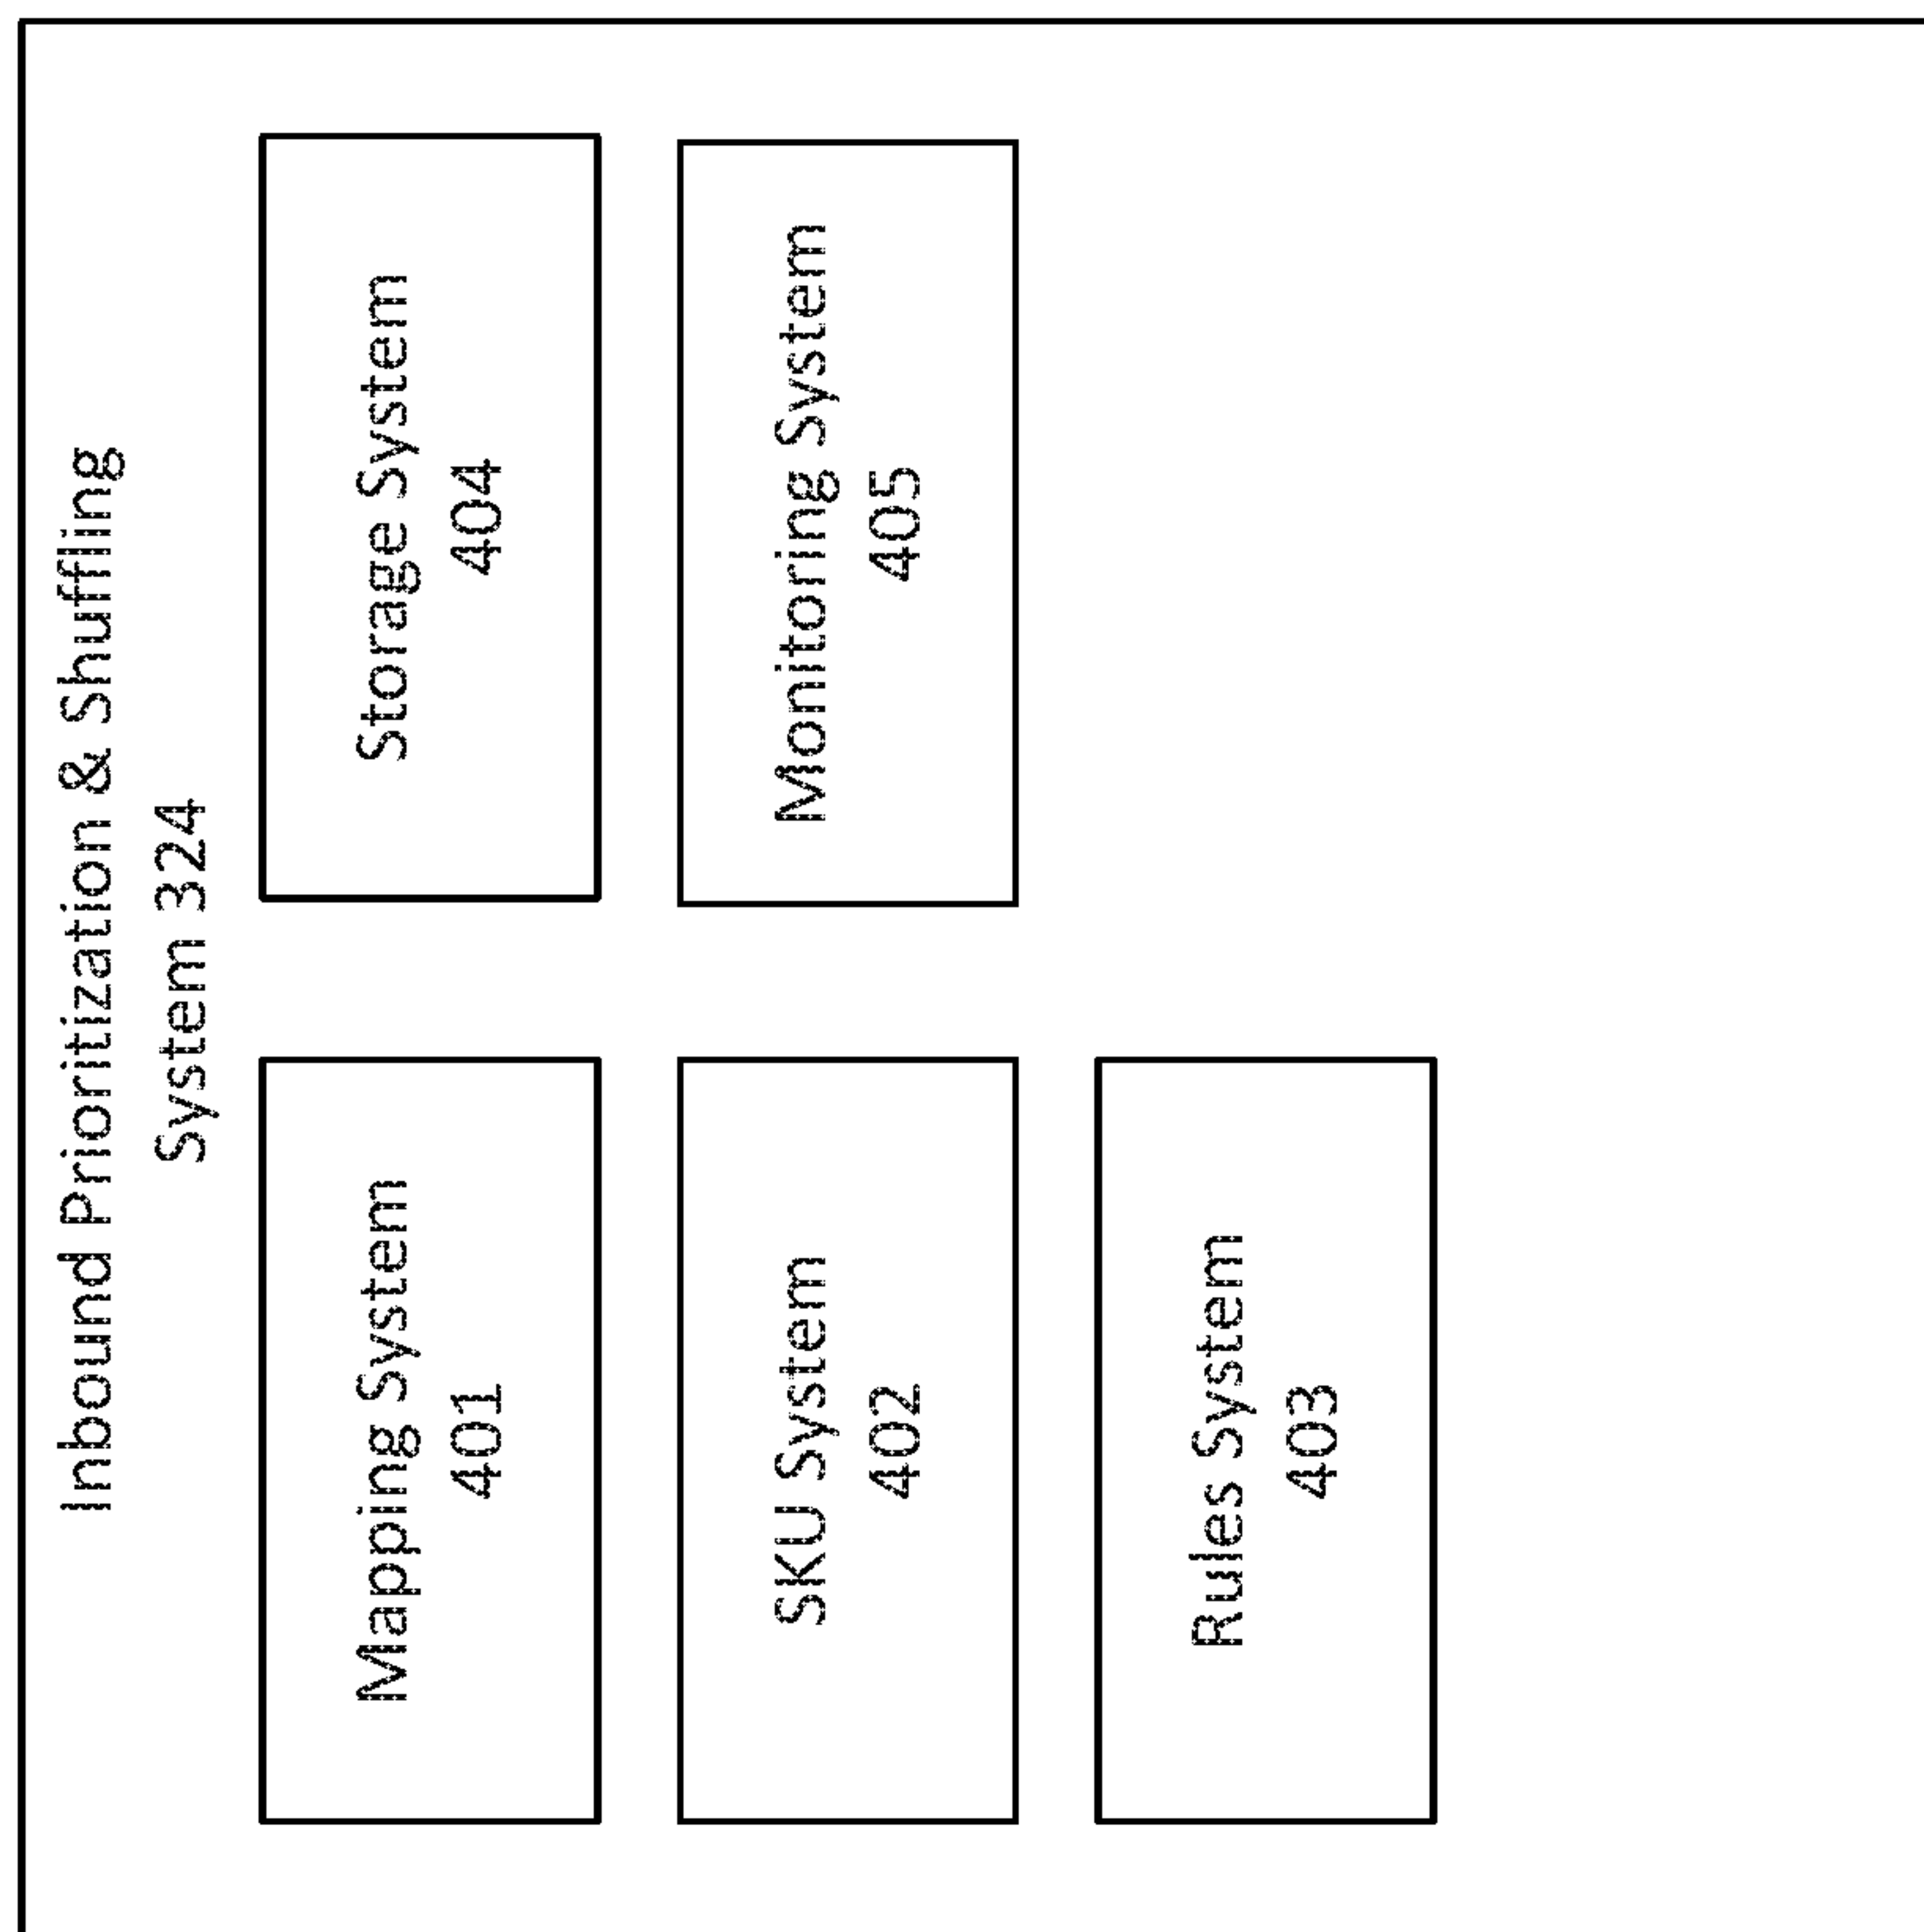 Inbound Prioritization & Shuffling
System 324
Mapping System
401
Storage System
404
SKU System
402
Monitoring System
405
Rules System
403